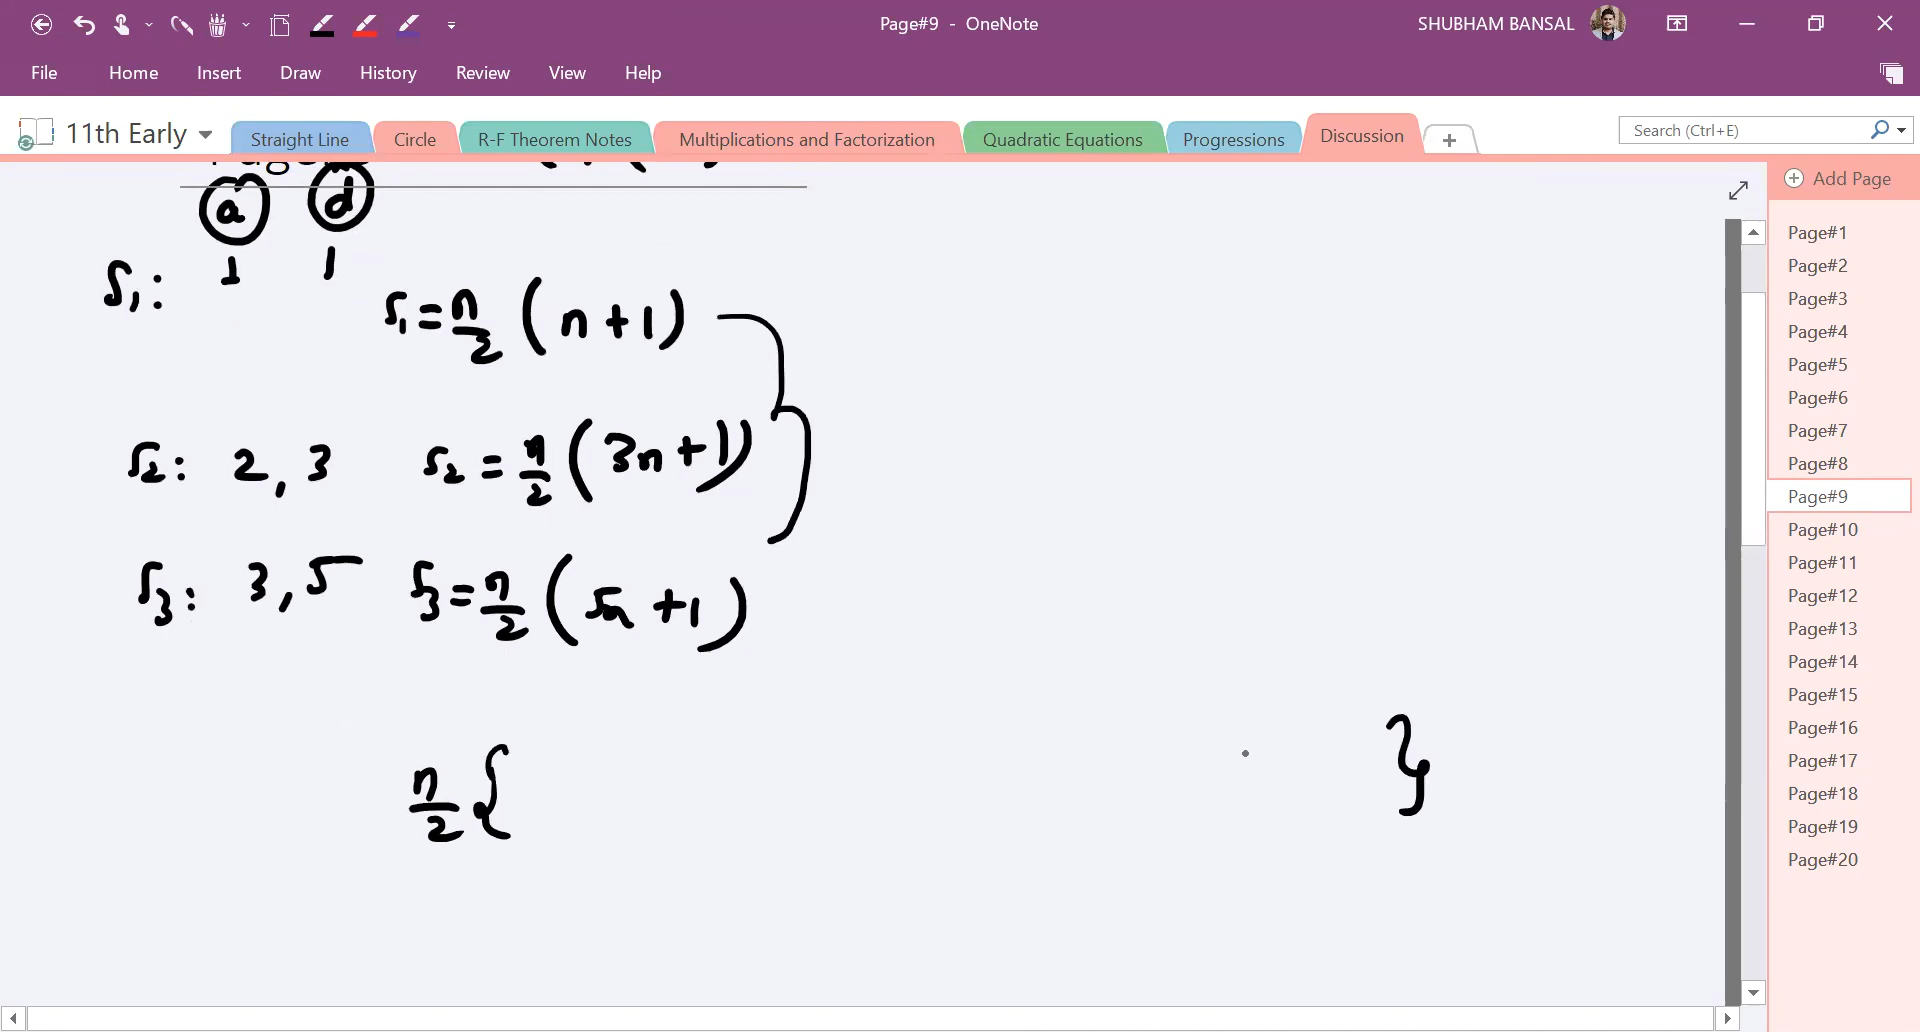 Page#9 - OneNote
SHUBHAM BANSAL
File Home Insert Draw History Review View Help
11th Early
Straight Line Circle R-F Theorem Notes Multiplications and Factorization Quadratic Equations Progressions Discussion
Search (Ctrl+E)
Add Page
a d
S₁: 1 1
S₁ = n/2 (n+1)
S₂: 2, 3 S₂ = n/2 (3n+1)
S₃: 3, 5 S₃ = n/2 (5n+1)
n/2 { }
Page#1
Page#2
Page#3
Page#4
Page#5
Page#6
Page#7
Page#8
Page#9
Page#10
Page#11
Page#12
Page#13
Page#14
Page#15
Page#16
Page#17
Page#18
Page#19
Page#20